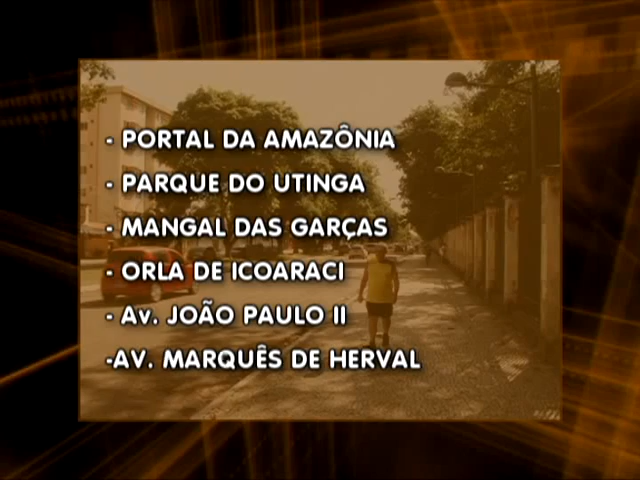 - PORTAL DA AMAZÔNIA
- PARQUE DO UTINGA
- MANGAL DAS GARÇAS
- ORLA DE ICOARACI
- Av. JOÃO PAULO II
-AV. MARQUÊS DE HERVAL